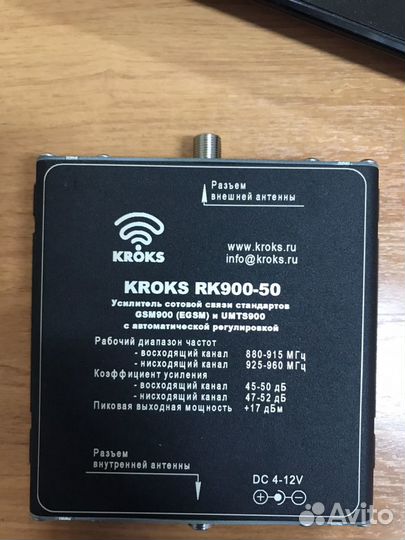 Разъем
внешней антенны
KROKS
www.kroks.ru
info@kroks.ru
KROKS RK900-50
Усилитель сотовой связи стандартов
GSM900 (EGSM) и UMTS900
с автоматической регулировкой
Рабочий диапазон частот
- восходящий канал 880-915 МГц
- нисходящий канал 925-960 МГц
Коэффициент усиления
- восходящий канал 45-50 дБ
- нисходящий канал 47-52 дБ
Пиковая выходная мощность +17 дБм
Разъем
внутренней антенны
DC 4-12V
Avito